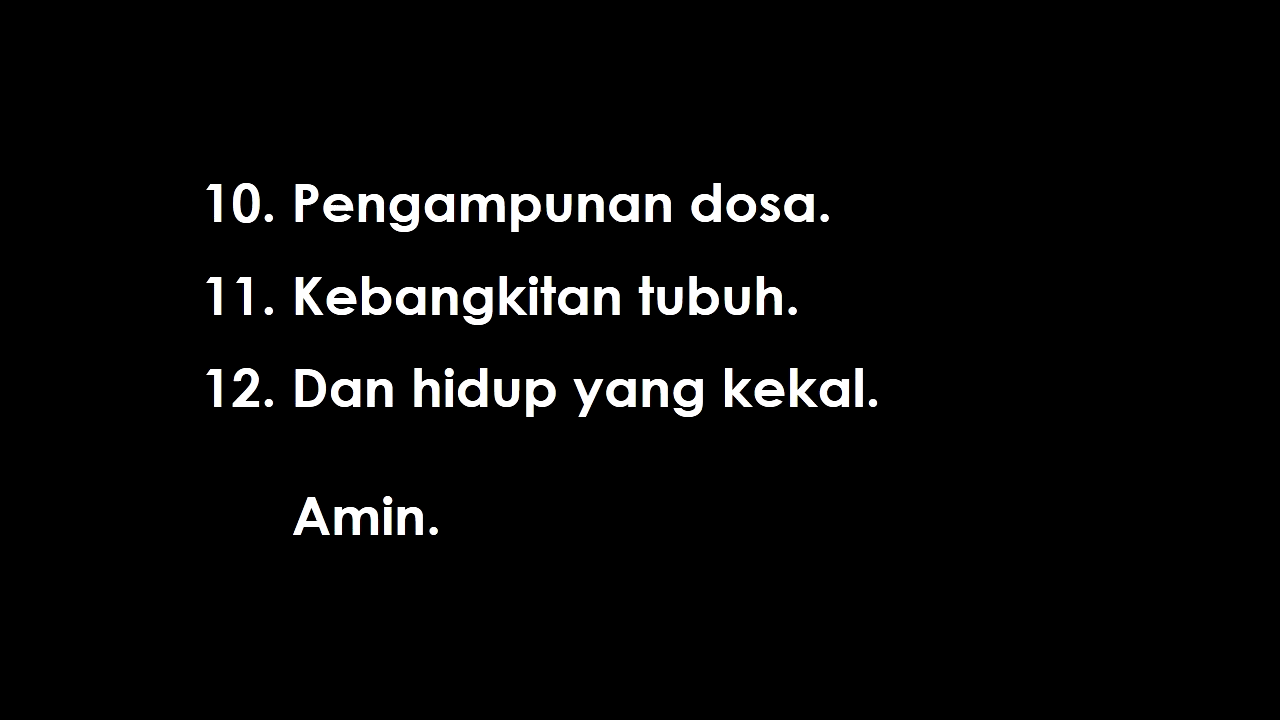 10. Pengampunan dosa.
11. Kebangkitan tubuh.
12. Dan hidup yang kekal.
Amin.